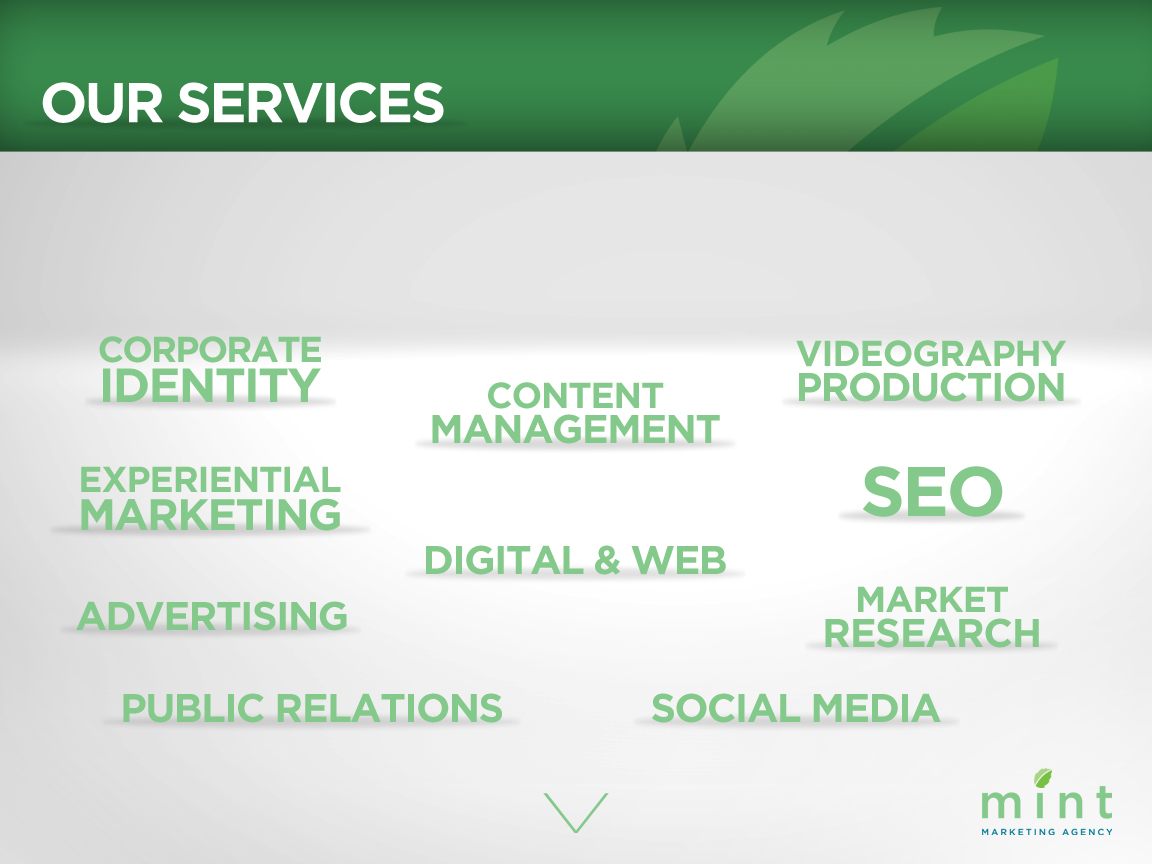 OUR SERVICES
CORPORATE
IDENTITY
CONTENT
MANAGEMENT
VIDEOGRAPHY
PRODUCTION
EXPERIENTIAL
MARKETING
SEO
DIGITAL & WEB
ADVERTISING
MARKET
RESEARCH
PUBLIC RELATIONS
SOCIAL MEDIA
mint
MARKETING AGENCY